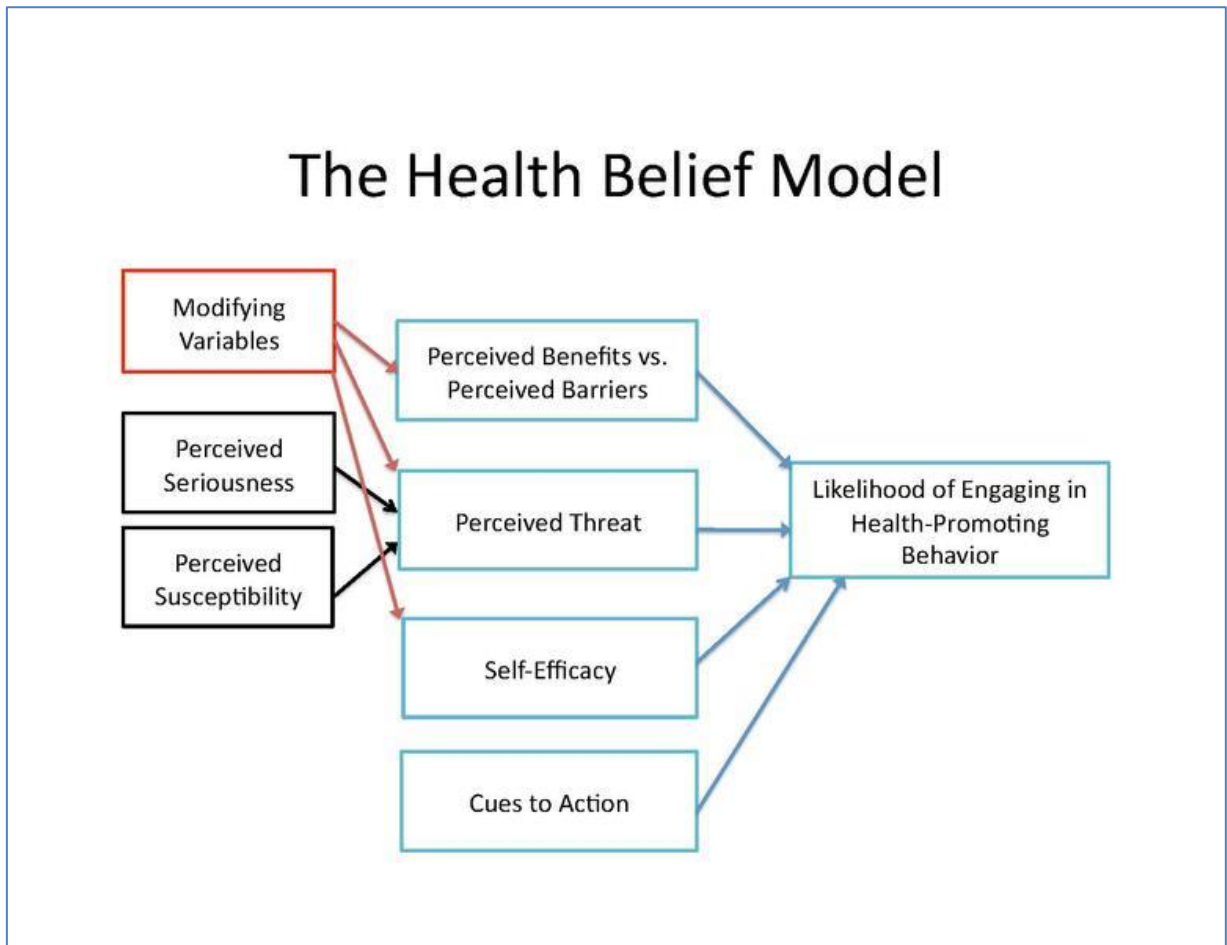 The Health Belief Model
Modifying
Variables
Perceived Benefits vs.
Perceived Barriers
Perceived
Seriousness
Perceived Threat
Likelihood of Engaging in
Health-Promoting
Behavior
Perceived
Susceptibility
Self-Efficacy
Cues to Action